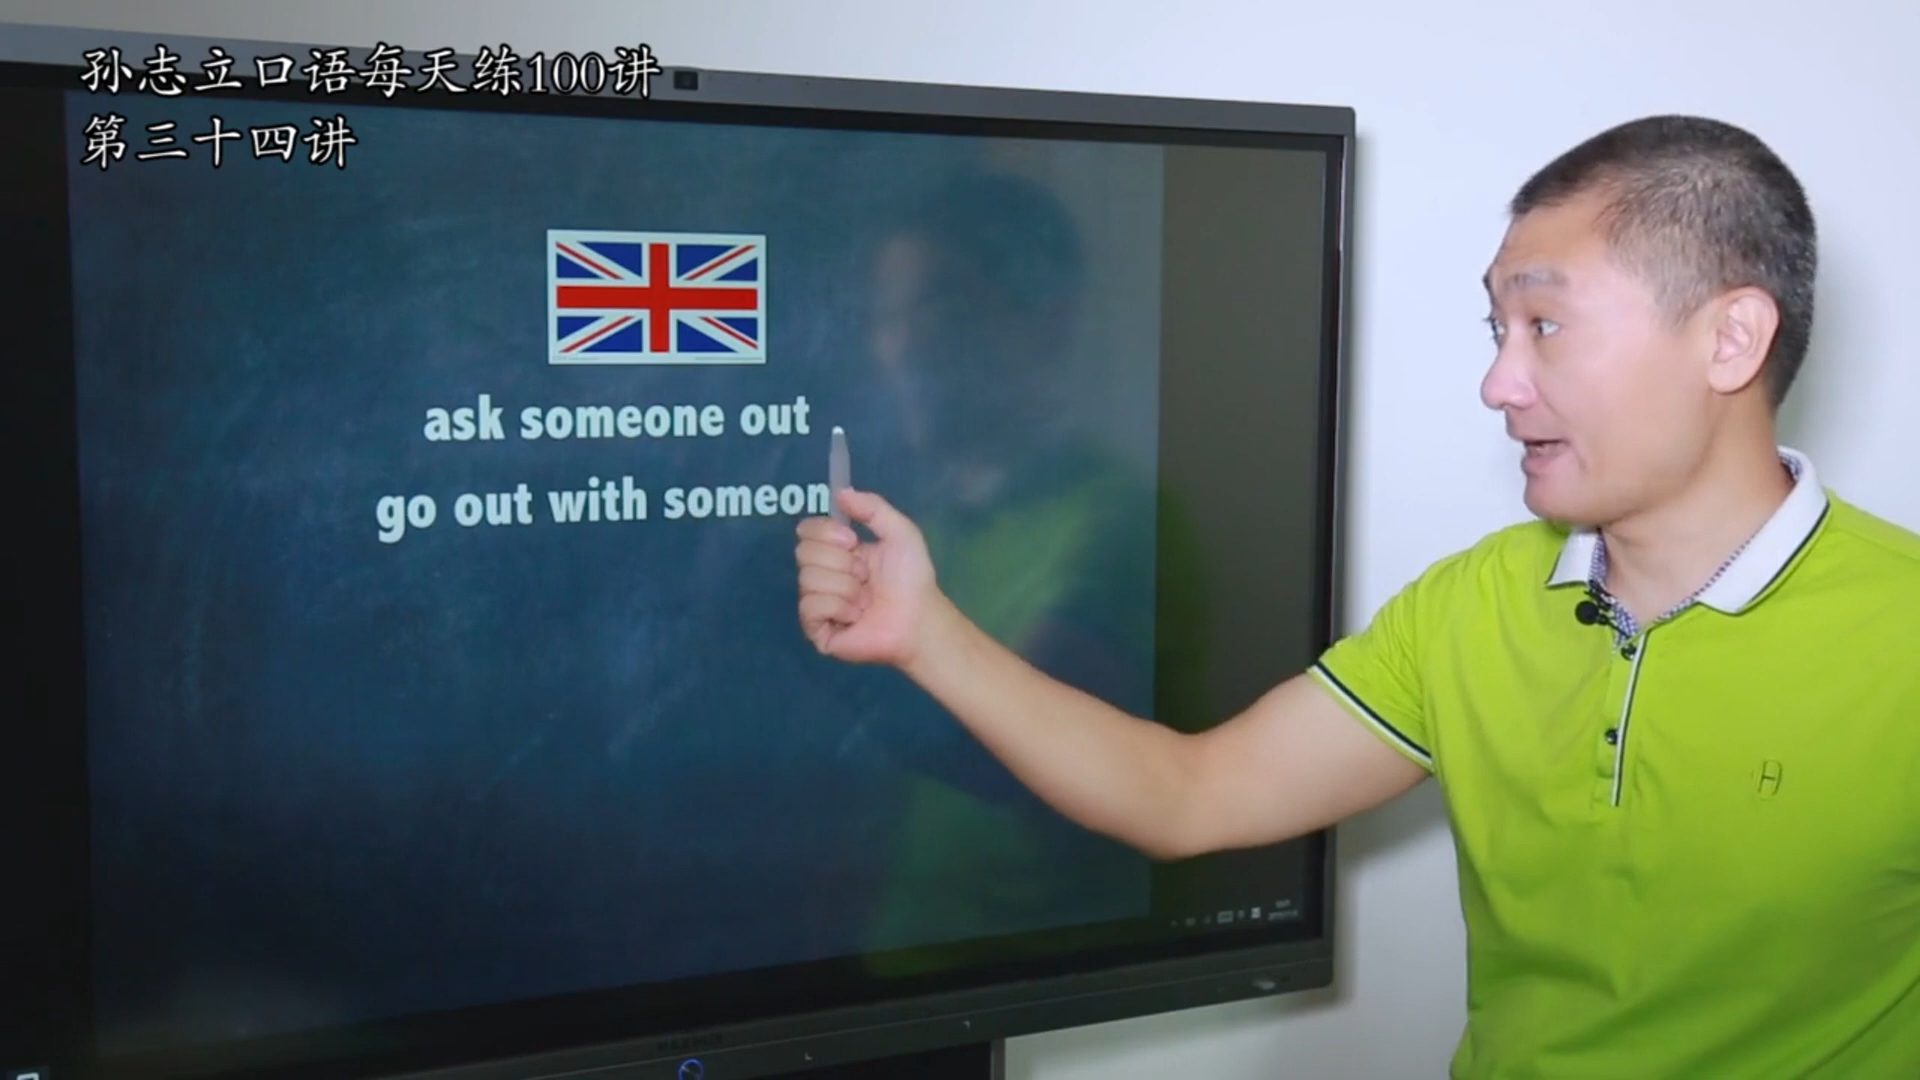 孙志立口语每天练100讲
第三十四讲
ask someone out
go out with someon
H